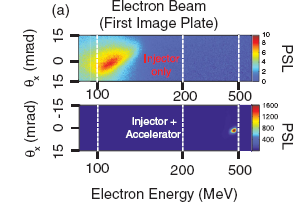 (a)
Electron Beam
(First Image Plate)
θx (mrad)
15
0
-15
Injector
only
100
200
500
10
8
6
4
2
0
PSL
θx (mrad)
15
0
-15
Injector +
Accelerator
100
200
500
1600
1200
800
400
PSL
Electron Energy (MeV)